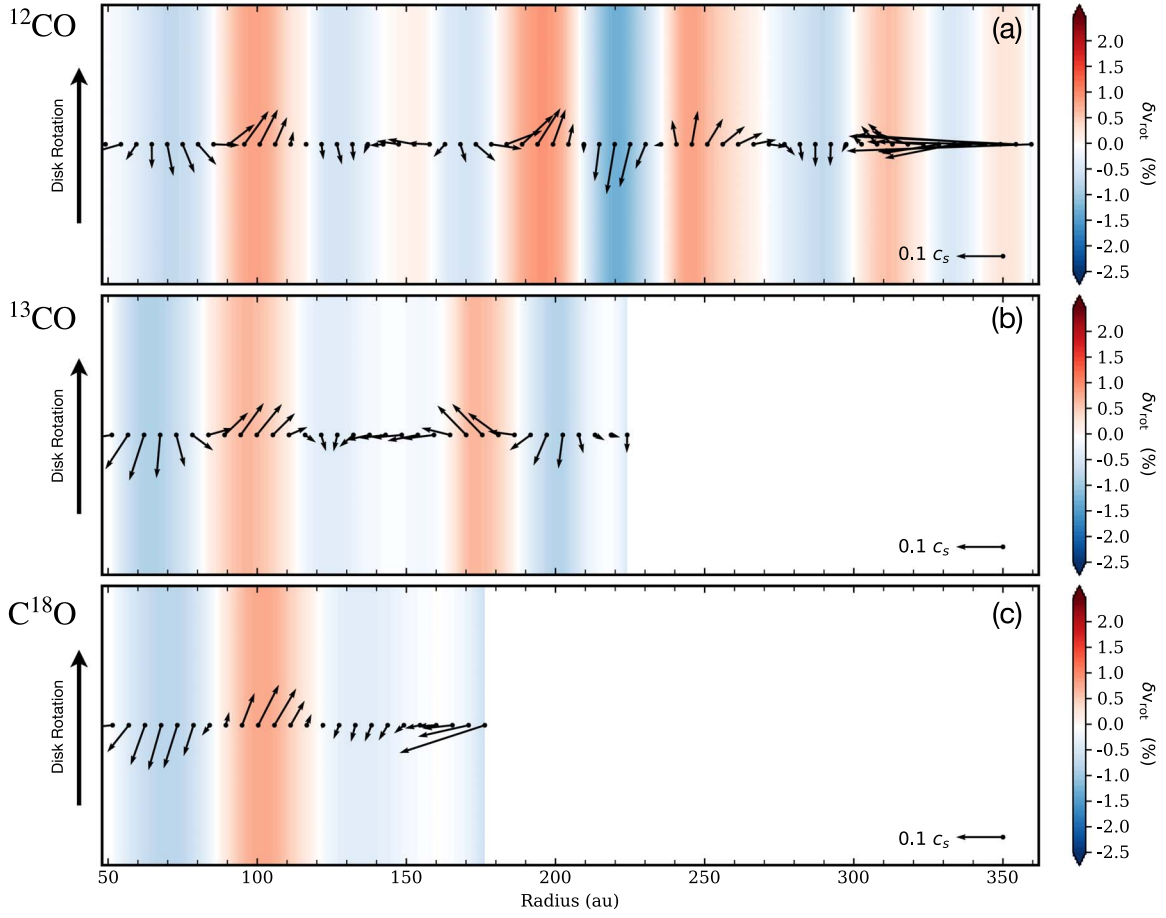 ¹²CO
(a)
Disk Rotation
0.1 cₛ
2.0
1.5
1.0
0.5
0.0
-0.5
-1.0
-1.5
-2.0
-2.5
δvᵣₒₜ (%)
¹³CO
(b)
Disk Rotation
0.1 cₛ
2.0
1.5
1.0
0.5
0.0
-0.5
-1.0
-1.5
-2.0
-2.5
δvᵣₒₜ (%)
C¹⁸O
(c)
Disk Rotation
0.1 cₛ
2.0
1.5
1.0
0.5
0.0
-0.5
-1.0
-1.5
-2.0
-2.5
δvᵣₒₜ (%)
50 100 150 200 250 300 350
Radius (au)